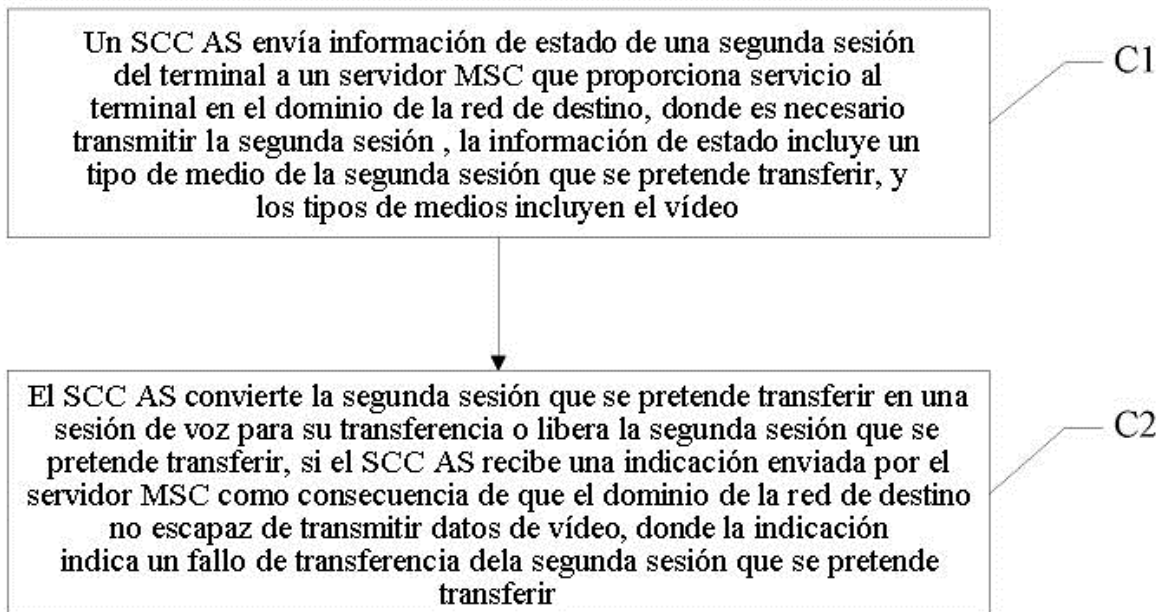 Un SCC AS envía información de estado de una segunda sesión
del terminal a un servidor MSC que proporciona servicio al
terminal en el dominio de la red de destino, donde es necesario
transmitir la segunda sesión , la información de estado incluye un
tipo de medio de la segunda sesión que se pretende transferir, y
los tipos de medios incluyen el vídeo
C1
El SCC AS convierte la segunda sesión que se pretende transferir en una
sesión de voz para su transferencia o libera la segunda sesión que se
pretende transferir, si el SCC AS recibe una indicación enviada por el
servidor MSC como consecuencia de que el dominio de la red de destino
no escapaz de transmitir datos de vídeo, donde la indicación
indica un fallo de transferencia dela segunda sesión que se pretende
transferir
C2